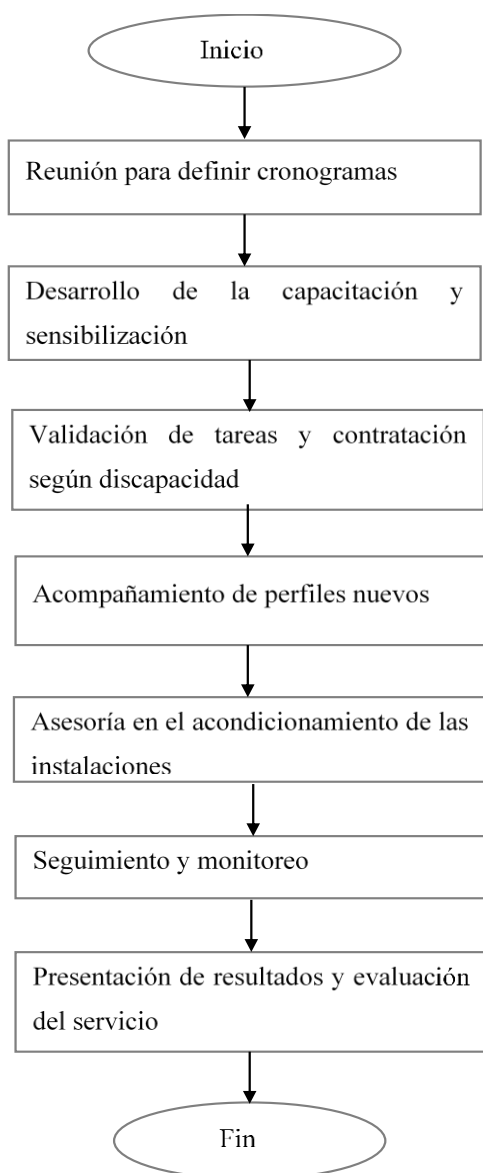 Inicio
Reunión para definir cronogramas
Desarrollo de la capacitación y
sensibilización
Validación de tareas y contratación
según discapacidad
Acompañamiento de perfiles nuevos
Asesoría en el acondicionamiento de las
instalaciones
Seguimiento y monitoreo
Presentación de resultados y evaluación
del servicio
Fin